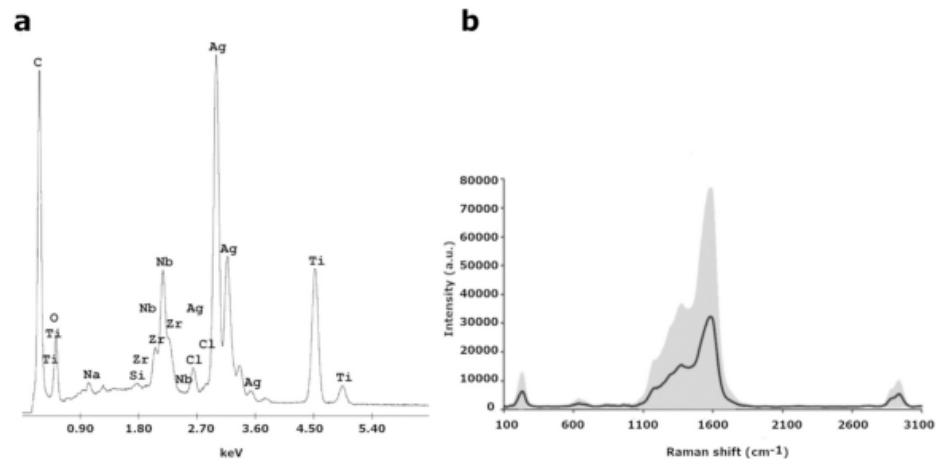 a
C
Ag
Nb
Ag
Ti
O
Nb
Ag
Ti
Zr
Ti
Zr
Cl
Zr
Cl
Na
Si
Nb
Ag
Ti
0.90 1.80 2.70 3.60 4.50 5.40
keV
b
80000
70000
60000
50000
40000
30000
20000
10000
0
Intensity (a.u.)
100 600 1100 1600 2100 2600 3100
Raman shift (cm-1)